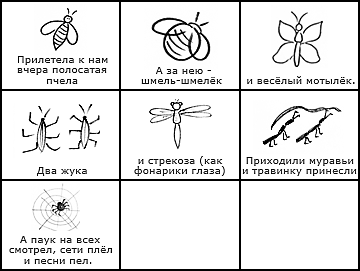 Прилетела к нам
вчера полосатая
пчела
А за нею -
шмель-шмелёк
и весёлый мотылёк.
Два жука
и стрекоза (как
фонарики глаза)
Приходили муравьи
и травинку принесли
А паук на всех
смотрел, сети плёл
и песни пел.